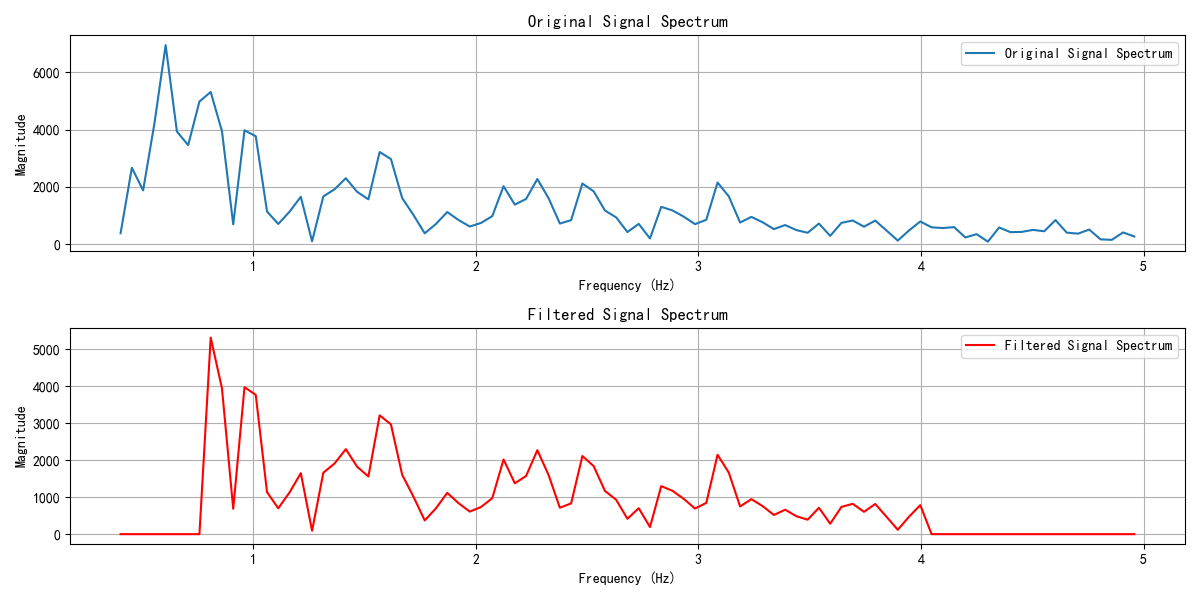 Original Signal Spectrum
Original Signal Spectrum
Magnitude
6000
4000
2000
0
1 2 3 4 5
Frequency (Hz)
Filtered Signal Spectrum
Filtered Signal Spectrum
Magnitude
5000
4000
3000
2000
1000
0
1 2 3 4 5
Frequency (Hz)